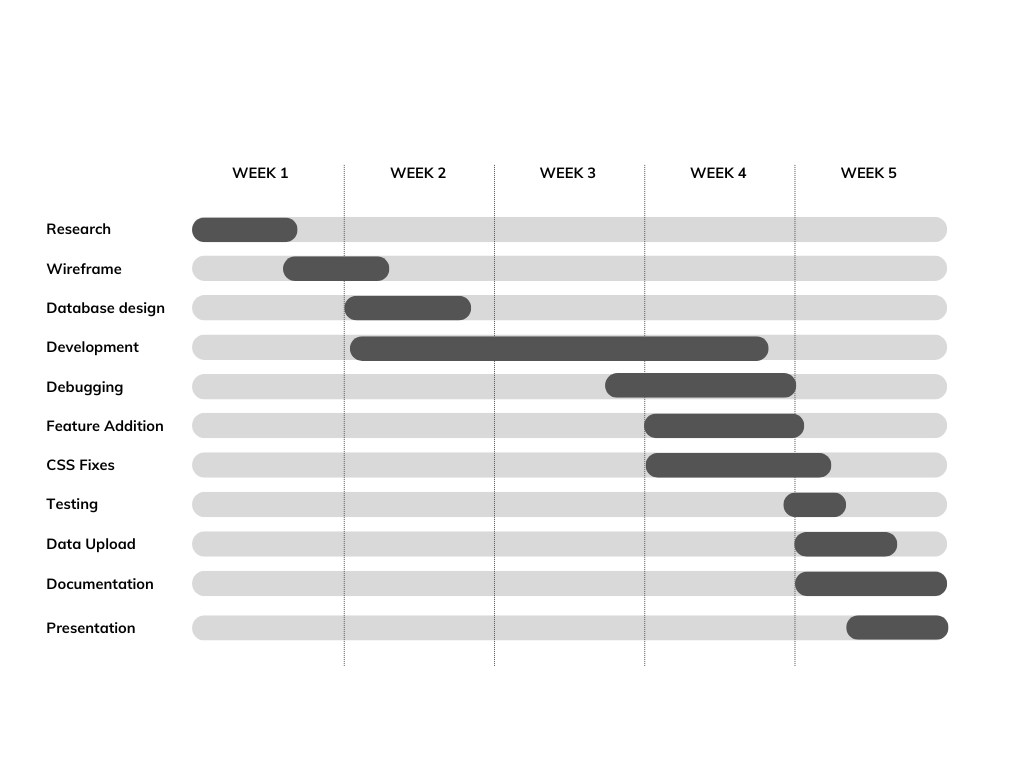 WEEK 1 WEEK 2 WEEK 3 WEEK 4 WEEK 5
Research
Wireframe
Database design
Development
Debugging
Feature Addition
CSS Fixes
Testing
Data Upload
Documentation
Presentation